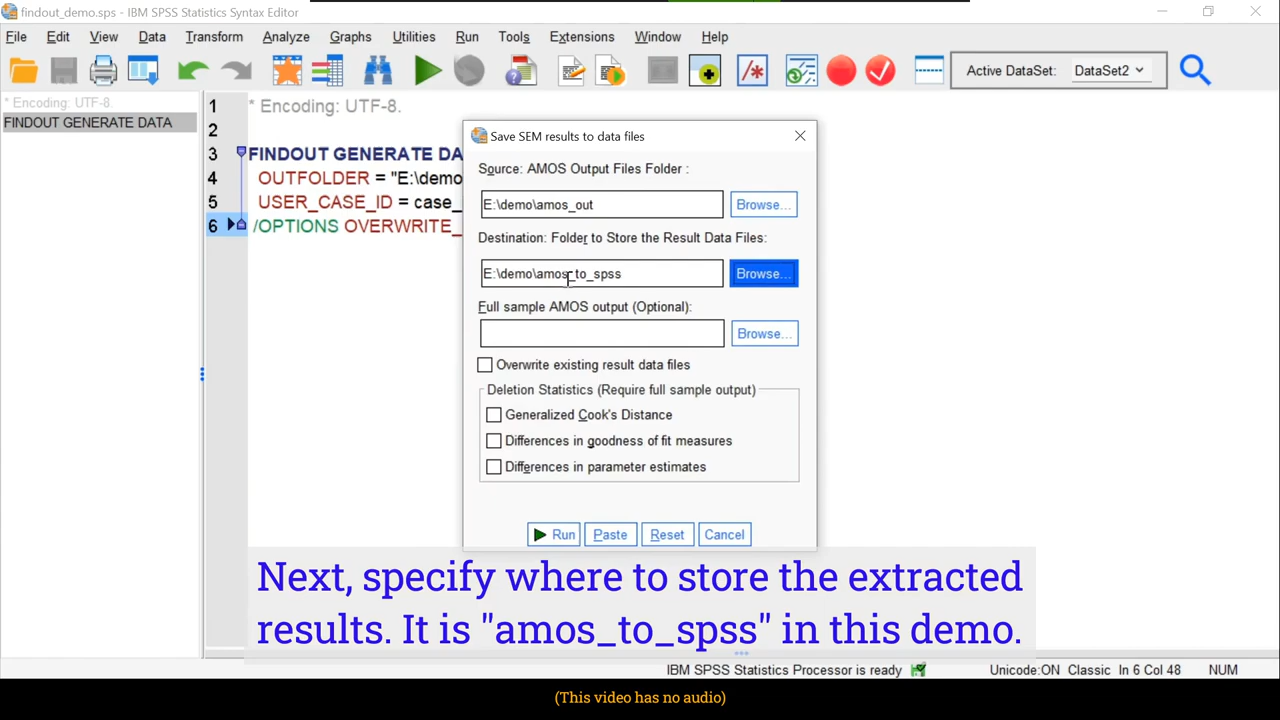 findout_demo.sps - IBM SPSS Statistics Syntax Editor
File Edit View Data Transform Analyze Graphs Utilities Run Tools Extensions Window Help
Active DataSet: DataSet2
* Encoding: UTF-8.
FINDOUT GENERATE DATA
1 * Encoding: UTF-8.
2
3 FINDOUT GENERATE DA
4 OUTFOLDER = "E:\demo
5 USER_CASE_ID = case_
6 /OPTIONS OVERWRITE_
Save SEM results to data files
Source: AMOS Output Files Folder :
E:\demo\amos_out Browse...
Destination: Folder to Store the Result Data Files:
E:\demo\amos_to_spss Browse...
Full sample AMOS output (Optional):
Browse...
Overwrite existing result data files
Deletion Statistics (Require full sample output)
Generalized Cook's Distance
Differences in goodness of fit measures
Differences in parameter estimates
Run Paste Reset Cancel
Next, specify where to store the extracted
results. It is "amos_to_spss" in this demo.
IBM SPSS Statistics Processor is ready Unicode:ON Classic In 6 Col 48 NUM
(This video has no audio)